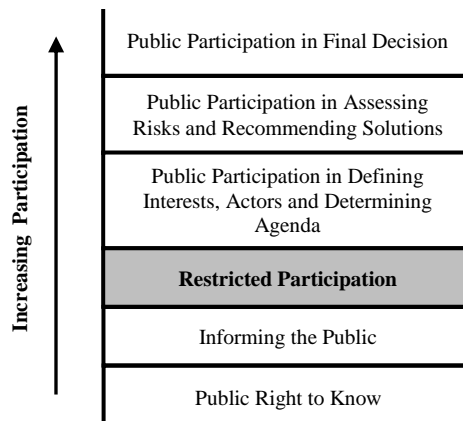 Increasing Participation
Public Participation in Final Decision
Public Participation in Assessing
Risks and Recommending Solutions
Public Participation in Defining
Interests, Actors and Determining
Agenda
Restricted Participation
Informing the Public
Public Right to Know